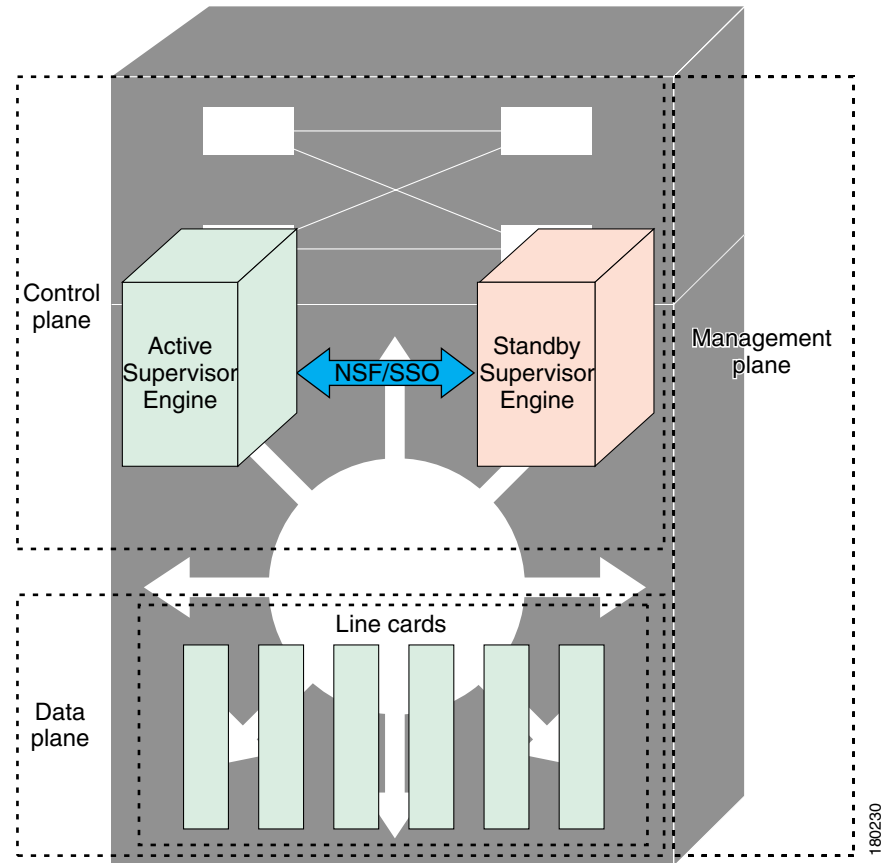 Control
plane
Active
Supervisor
Engine
NSF/SSO
Standby
Supervisor
Engine
Management
plane
Line cards
Data
plane
180230